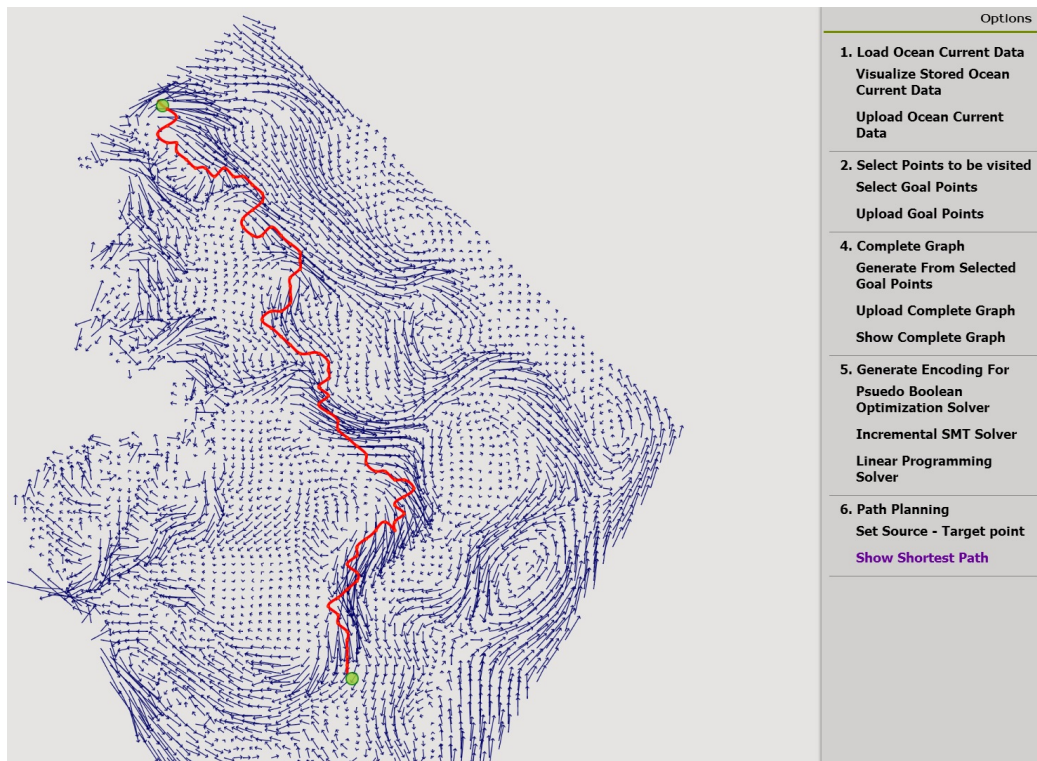 Options
1. Load Ocean Current Data
Visualize Stored Ocean
Current Data
Upload Ocean Current
Data
2. Select Points to be visited
Select Goal Points
Upload Goal Points
4. Complete Graph
Generate From Selected
Goal Points
Upload Complete Graph
Show Complete Graph
5. Generate Encoding For
Psuedo Boolean
Optimization Solver
Incremental SMT Solver
Linear Programming
Solver
6. Path Planning
Set Source - Target point
Show Shortest Path